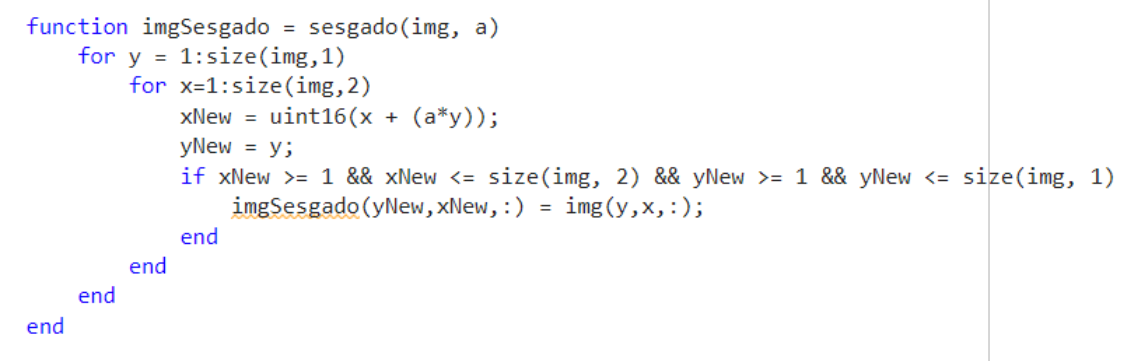 function imgSesgado = sesgado(img, a)
    for y = 1:size(img,1)
        for x=1:size(img,2)
            xNew = uint16(x + (a*y));
            yNew = y;
            if xNew >= 1 && xNew <= size(img, 2) && yNew >= 1 && yNew <= size(img, 1)
                imgSesgado(yNew,xNew,:) = img(y,x,:);
            end
        end
    end
end